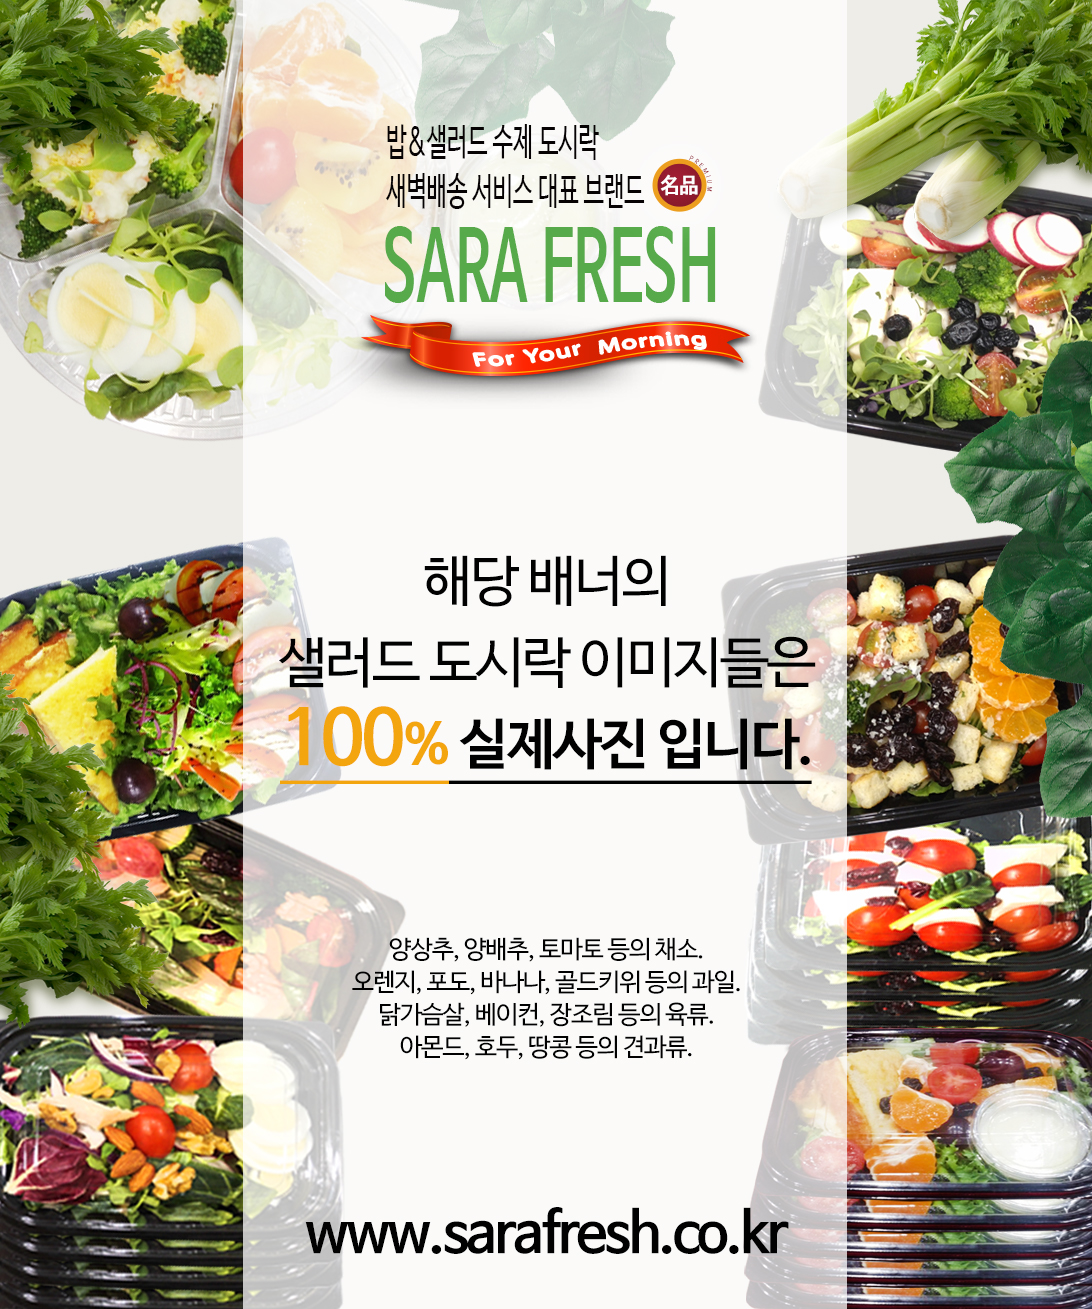 밥&샐러드 수제 도시락
새벽배송 서비스 대표 브랜드
名品
PREMIUM
SARA FRESH
For Your Morning
해당 배너의
샐러드 도시락 이미지들은
100% 실제사진 입니다.
양상추, 양배추, 토마토 등의 채소.
오렌지, 포도, 바나나, 골드키위 등의 과일.
닭가슴살, 베이컨, 장조림 등의 육류.
아몬드, 호두, 땅콩 등의 견과류.
www.sarafresh.co.kr